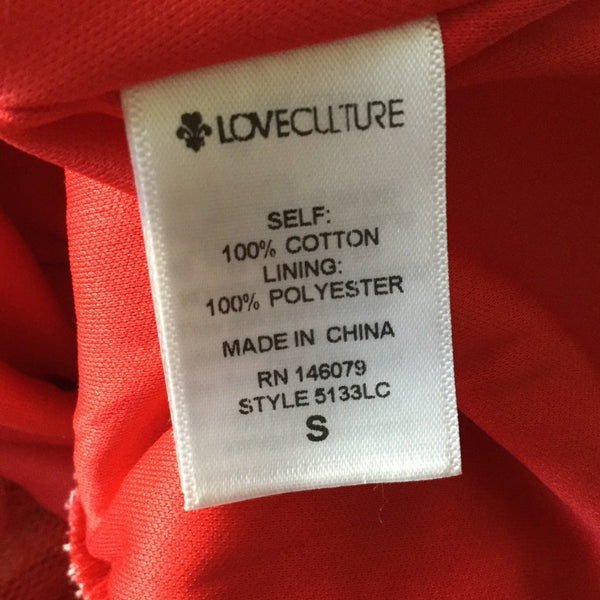 LOVECULTURE
SELF:
100% COTTON
LINING:
100% POLYESTER
MADE IN CHINA
RN 146079
STYLE 5133LC
S